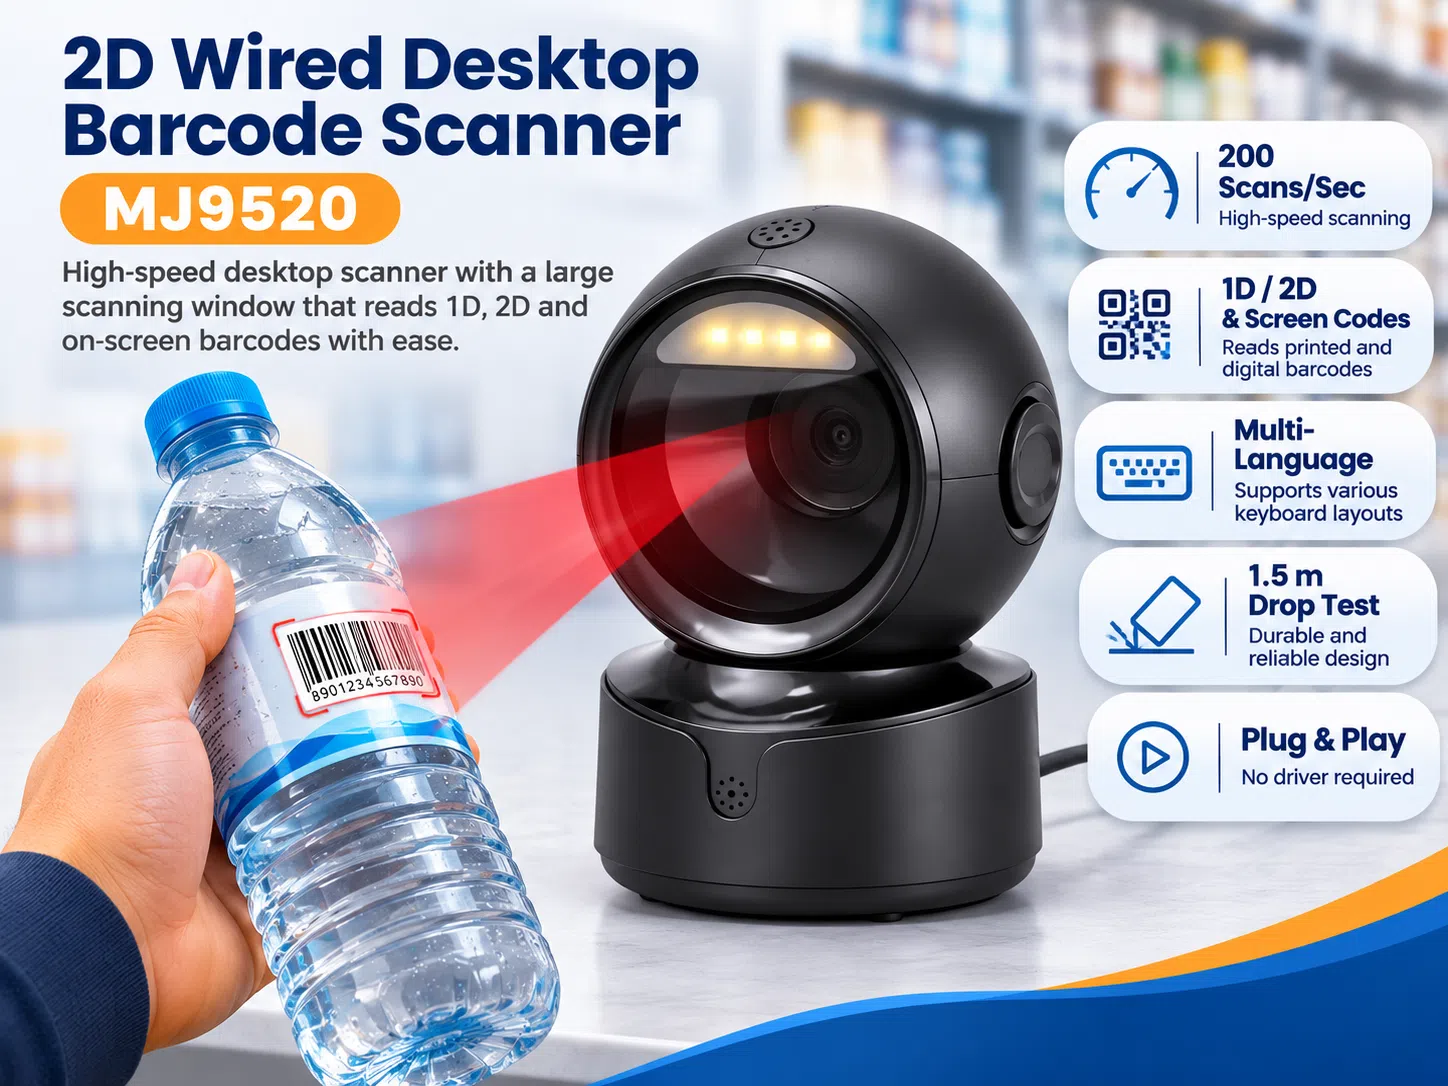 2D Wired Desktop
Barcode Scanner
MJ9520
High-speed desktop scanner with a large
scanning window that reads 1D, 2D and
on-screen barcodes with ease.
200
Scans/Sec
High-speed scanning
1D / 2D
& Screen Codes
Reads printed and
digital barcodes
Multi-
Language
Supports various
keyboard layouts
1.5 m
Drop Test
Durable and
reliable design
Plug & Play
No driver required
8901234567890